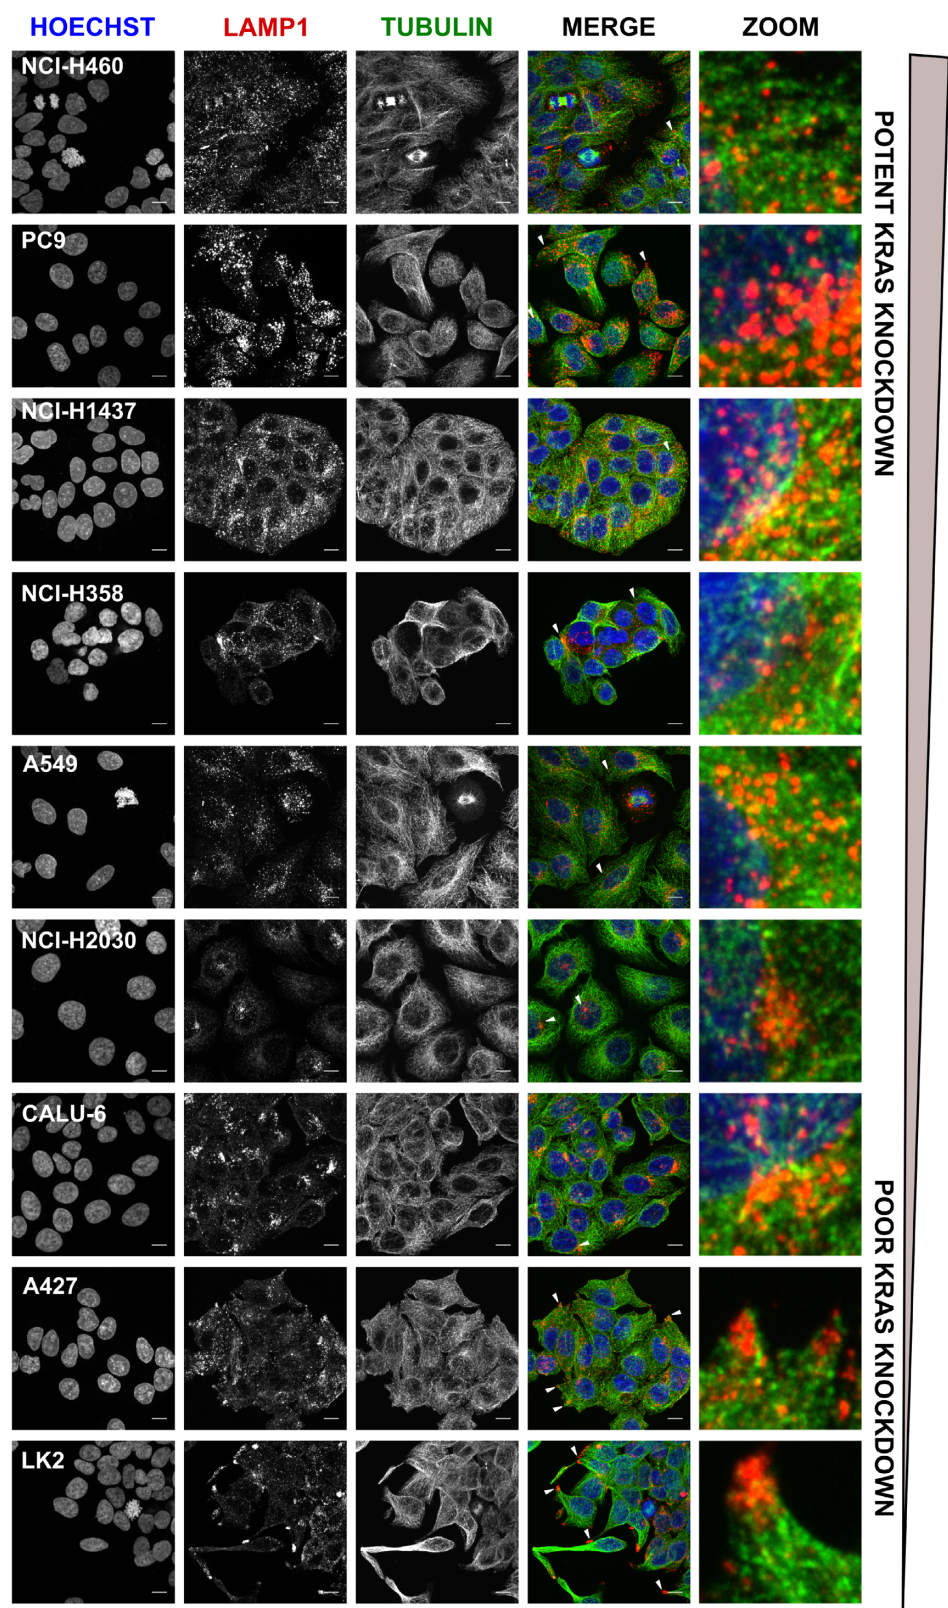 HOECHST LAMP1 TUBULIN MERGE ZOOM
NCI-H460
PC9
NCI-H1437
NCI-H358
A549
NCI-H2030
CALU-6
A427
LK2
POTENT KRAS KNOCKDOWN
POOR KRAS KNOCKDOWN